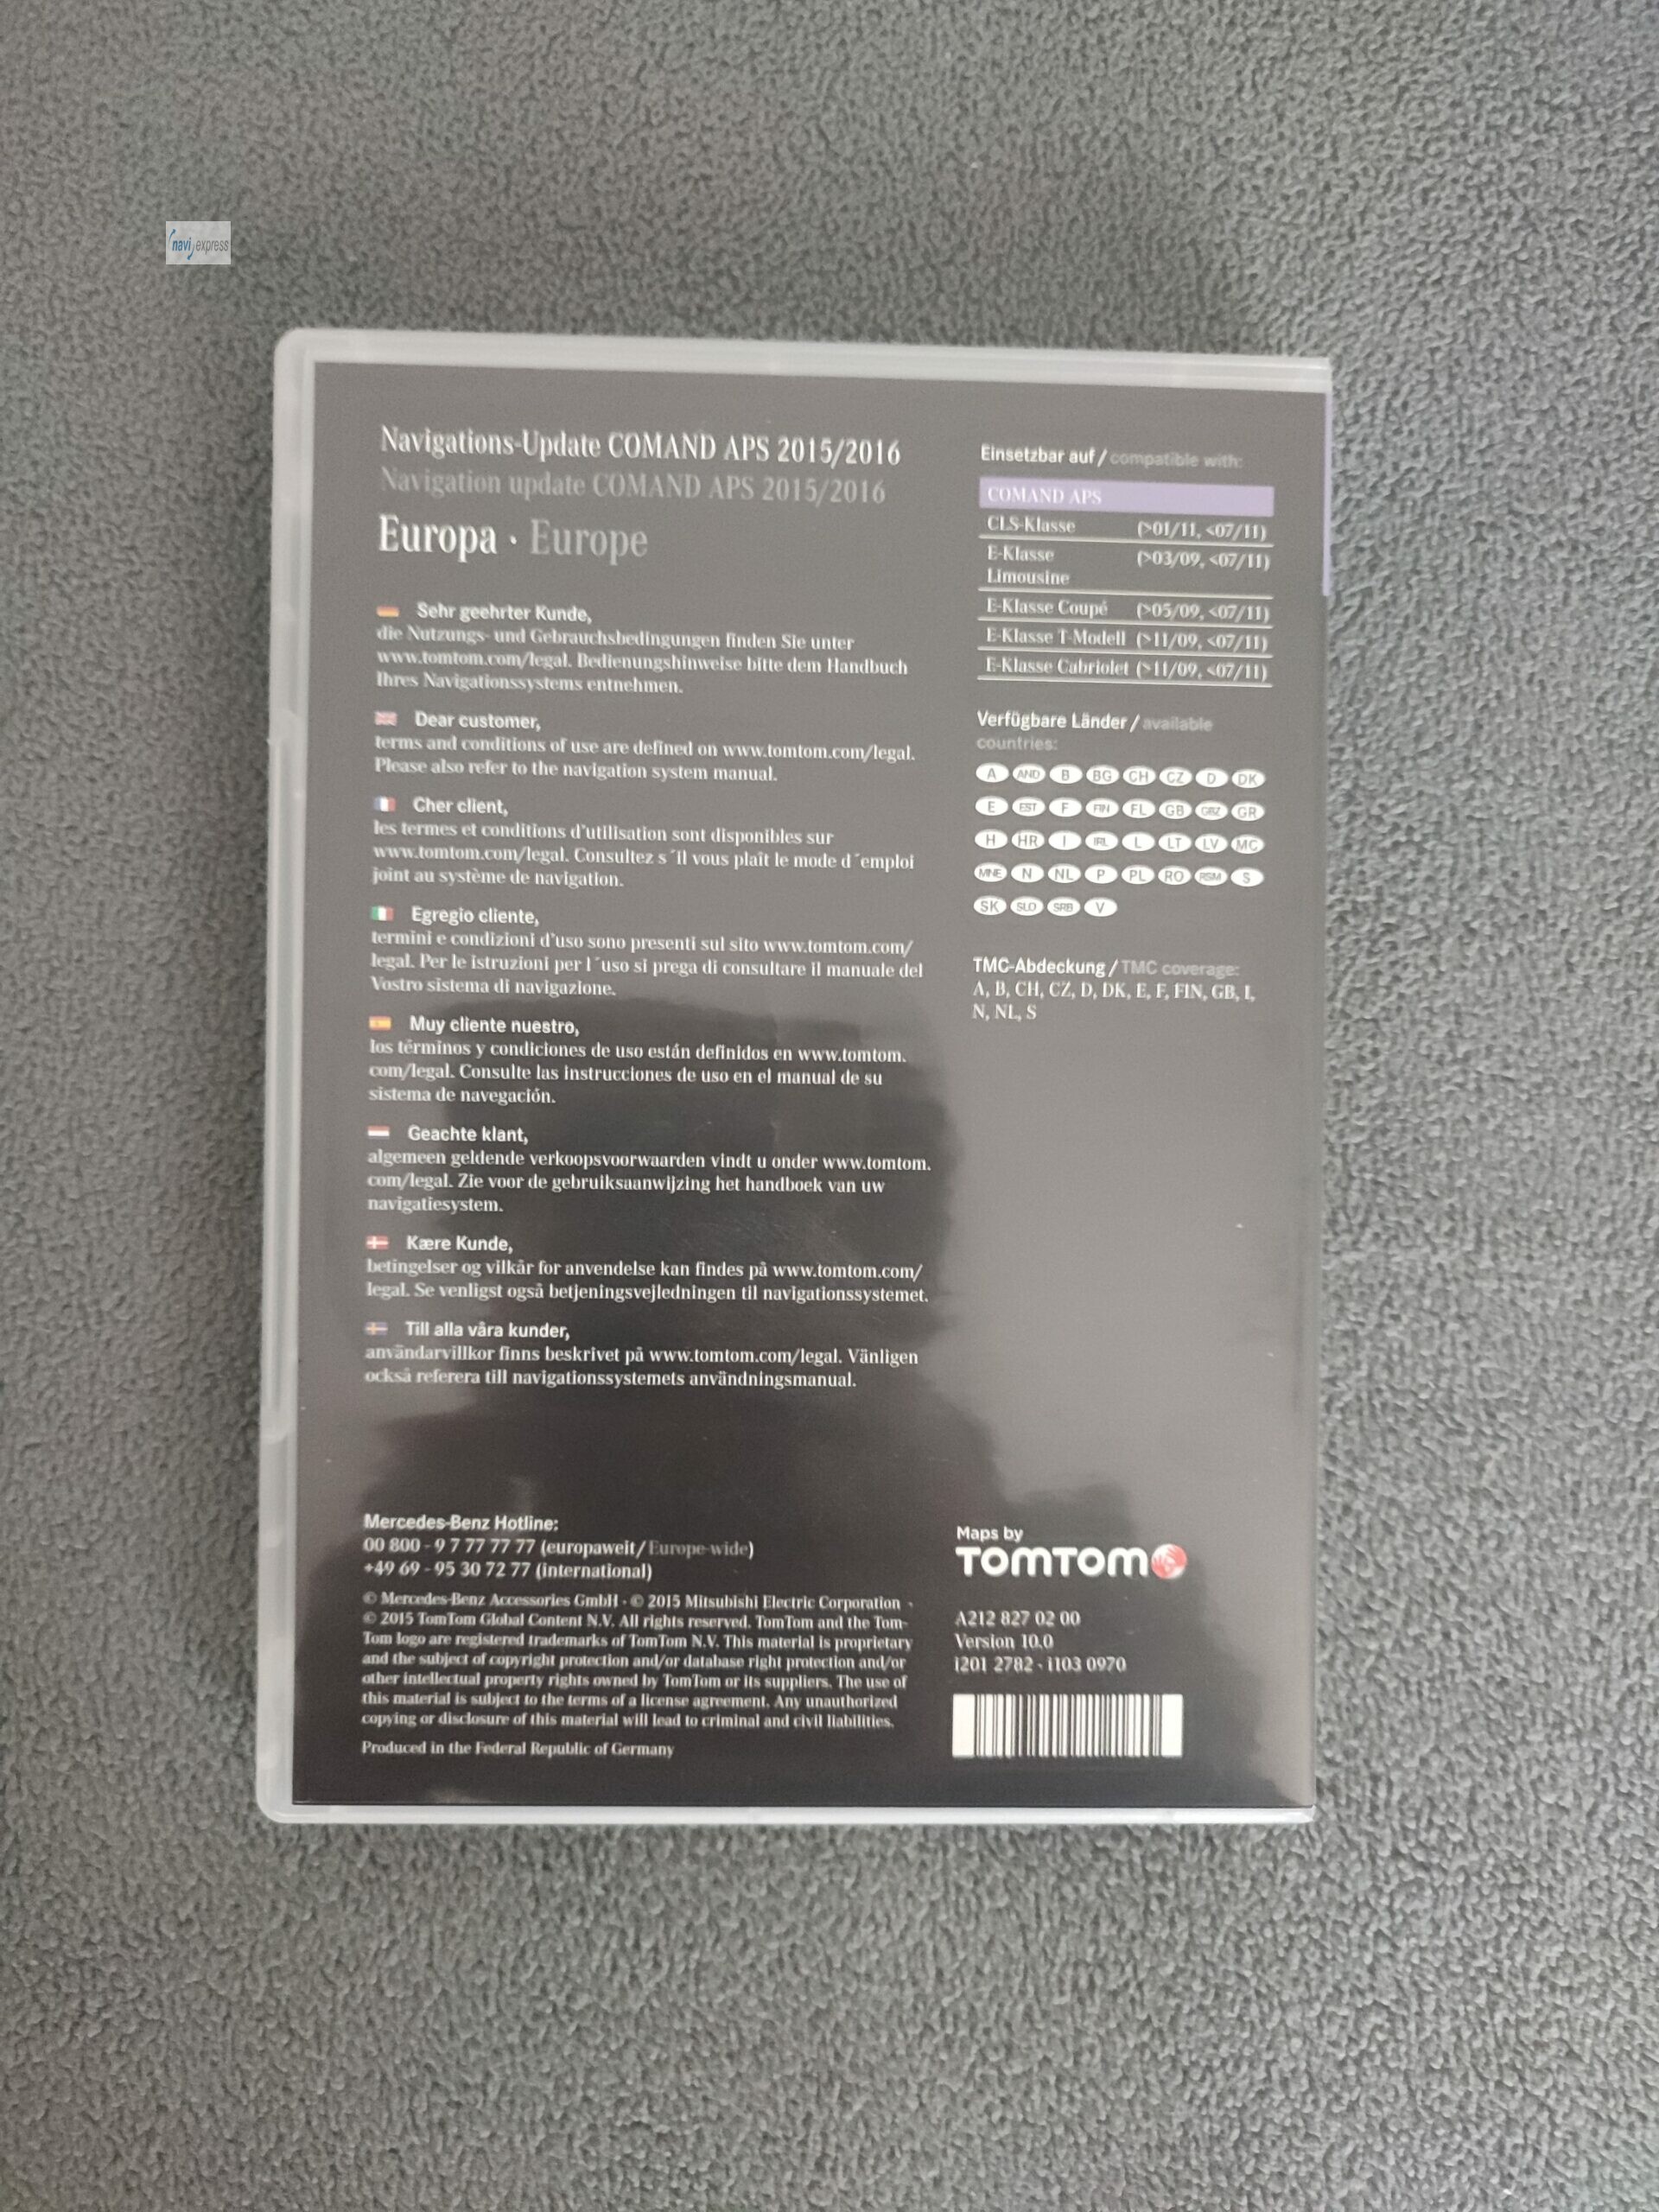 navi express
Navigations-Update COMAND APS 2015/2016
Navigation update COMAND APS 2015/2016
Europa · Europe
Sehr geehrter Kunde,
die Nutzungs- und Gebrauchsbedingungen finden Sie unter
www.tomtom.com/legal. Bedienungshinweise bitte dem Handbuch
Ihres Navigationssystems entnehmen.
Dear customer,
terms and conditions of use are defined on www.tomtom.com/legal.
Please also refer to the navigation system manual.
Cher client,
les termes et conditions d'utilisation sont disponibles sur
www.tomtom.com/legal. Consultez s´Il vous plaît le mode d´emploi
joint au système de navigation.
Egregio cliente,
termini e condizioni d'uso sono presenti sul sito www.tomtom.com/
legal. Per le istruzioni per l´uso si prega di consultare il manuale del
Vostro sistema di navigazione.
Muy cliente nuestro,
los términos y condiciones de uso están definidos en www.tomtom.
com/legal. Consulte las instrucciones de uso en el manual de su
sistema de navegación.
Geachte klant,
algemeen geldende verkoopsvoorwaarden vindt u onder www.tomtom.
com/legal. Zie voor de gebruiksaanwijzing het handboek van uw
navigatiesystem.
Kære Kunde,
betingelser og vilkår for anvendelse kan findes på www.tomtom.com/
legal. Se venligst også betjeningsvejledningen til navigationssystemet.
Till alla våra kunder,
användarvillkor finns beskrivet på www.tomtom.com/legal. Vänligen
också referera till navigationssystemets användningsmanual.
Mercedes-Benz Hotline:
00 800 - 9 7 77 77 77 (europaweit/Europe-wide)
+49 69 - 95 30 72 77 (international)
© Mercedes-Benz Accessories GmbH · © 2015 Mitsubishi Electric Corporation ·
© 2015 TomTom Global Content N.V. All rights reserved. TomTom and the Tom-
Tom logo are registered trademarks of TomTom N.V. This material is proprietary
and the subject of copyright protection and/or database right protection and/or
other intellectual property rights owned by TomTom or its suppliers. The use of
this material is subject to the terms of a license agreement. Any unauthorized
copying or disclosure of this material will lead to criminal and civil liabilities.
Produced in the Federal Republic of Germany
Einsetzbar auf / compatible with:
COMAND APS
CLS-Klasse (>01/11, <07/11)
E-Klasse (>03/09, <07/11)
Limousine
E-Klasse Coupé (>05/09, <07/11)
E-Klasse T-Modell (>11/09, <07/11)
E-Klasse Cabriolet (>11/09, <07/11)
Verfügbare Länder / available
countries:
A AND B BG CH CZ D DK
E EST F FIN FL GB GBZ GR
H HR I IRL L LT LV MC
MNE N NL P PL RO RSM S
SK SLO SRB V
TMC-Abdeckung / TMC coverage:
A, B, CH, CZ, D, DK, E, F, FIN, GB, I,
N, NL, S
Maps by
TOMTOM
A212 827 02 00
Version 10.0
i201 2782 - i103 0970